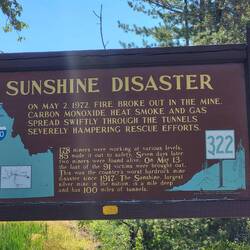 SUNSHINE DISASTER
ON MAY 2, 1972, FIRE BROKE OUT IN THE MINE.
CARBON MONOXIDE, HEAT, SMOKE AND GAS
SPREAD SWIFTLY THROUGH THE TUNNELS
SEVERELY HAMPERING RESCUE EFFORTS.
178 miners were working at various levels,
85 made it out to safety. Seven days later
two miners were found alive. On May 13
the last of the 91 victims were brought out.
This was the country's worst hardrock mine
disaster since 1917. The Sunshine, largest
silver mine in the nation, is a mile deep
and has 100 miles of tunnels.
322